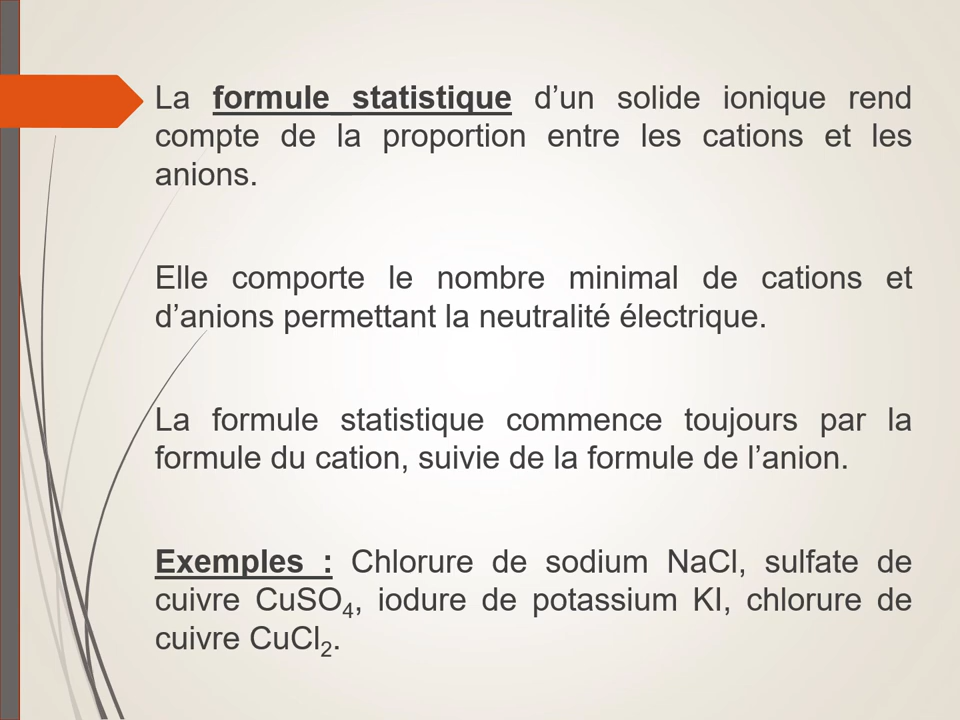 La formule statistique d’un solide ionique rend
compte de la proportion entre les cations et les
anions.
Elle comporte le nombre minimal de cations et
d’anions permettant la neutralité électrique.
La formule statistique commence toujours par la
formule du cation, suivie de la formule de l’anion.
Exemples : Chlorure de sodium NaCl, sulfate de
cuivre CuSO₄, iodure de potassium KI, chlorure de
cuivre CuCl₂.